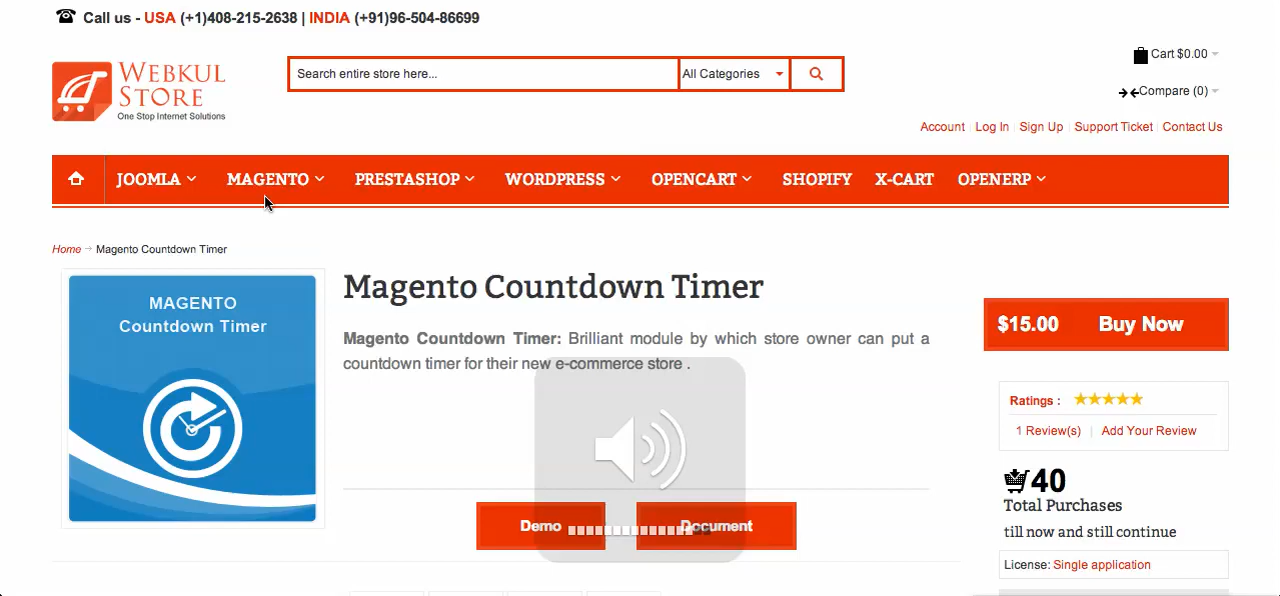 Call us - USA (+1)408-215-2638 | INDIA (+91)96-504-86699
WEBKUL
STORE
One Stop Internet Solutions
Search entire store here...
All Categories
Cart $0.00
Compare (0)
Account | Log In | Sign Up | Support Ticket | Contact Us
JOOMLA MAGENTO PRESTASHOP WORDPRESS OPENCART SHOPIFY X-CART OPENERP
Home → Magento Countdown Timer
MAGENTO
Countdown Timer
Magento Countdown Timer
Magento Countdown Timer: Brilliant module by which store owner can put a
countdown timer for their new e-commerce store .
Demo
Document
$15.00 Buy Now
Ratings :
1 Review(s) | Add Your Review
40
Total Purchases
till now and still continue
License: Single application